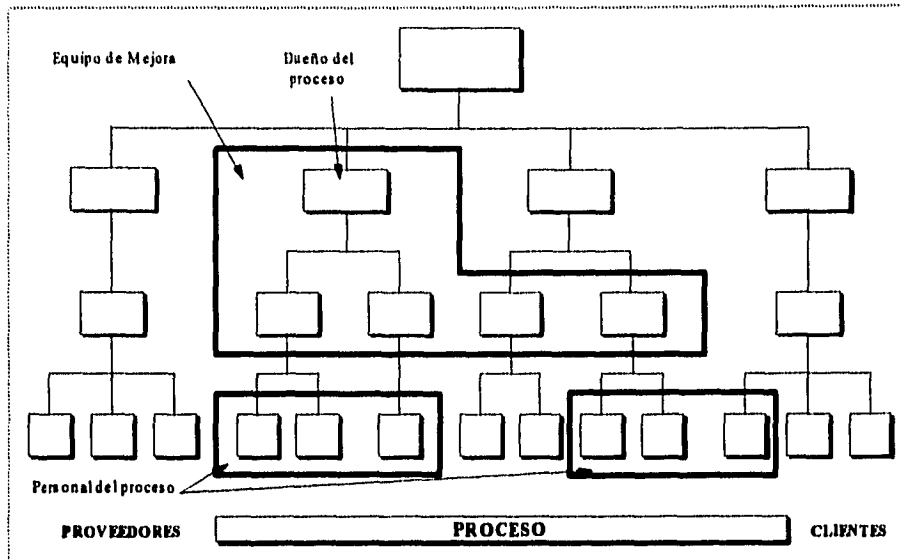 Equipo de Mejora
Dueño del
proceso
Personal del proceso
PROVEEDORES
PROCESO
CLIENTES